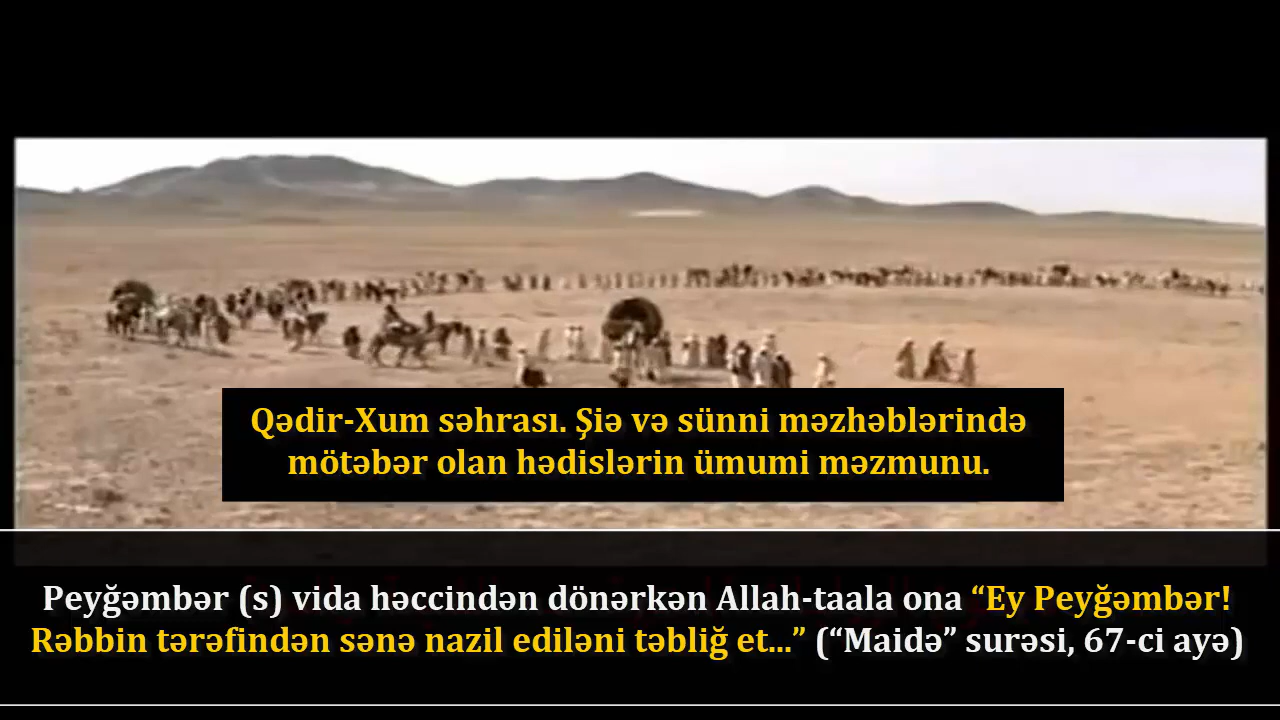 Qədir-Xum səhrası. Şiə və sünni məzhəblərində
mötəbər olan hədislərin ümumi məzmunu.
Peyğəmbər (s) vida həccindən dönərkən Allah-taala ona “Ey Peyğəmbər!
Rəbbin tərəfindən sənə nazil ediləni təbliğ et...” (“Maidə” surəsi, 67-ci ayə)